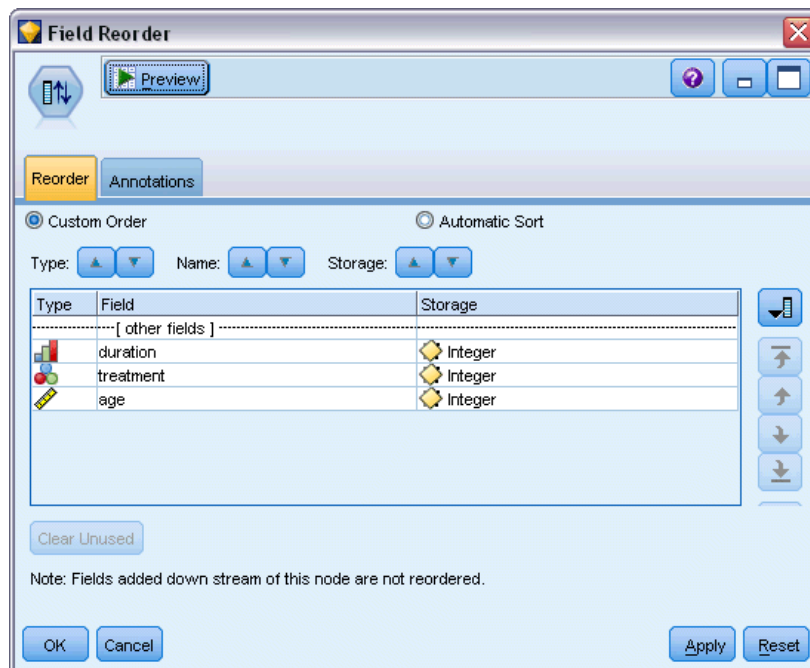 Field Reorder
Preview
Reorder Annotations
Custom Order Automatic Sort
Type: Name: Storage:
Type Field Storage
[ other fields ]
duration Integer
treatment Integer
age Integer
Clear Unused
Note: Fields added down stream of this node are not reordered.
OK Cancel Apply Reset